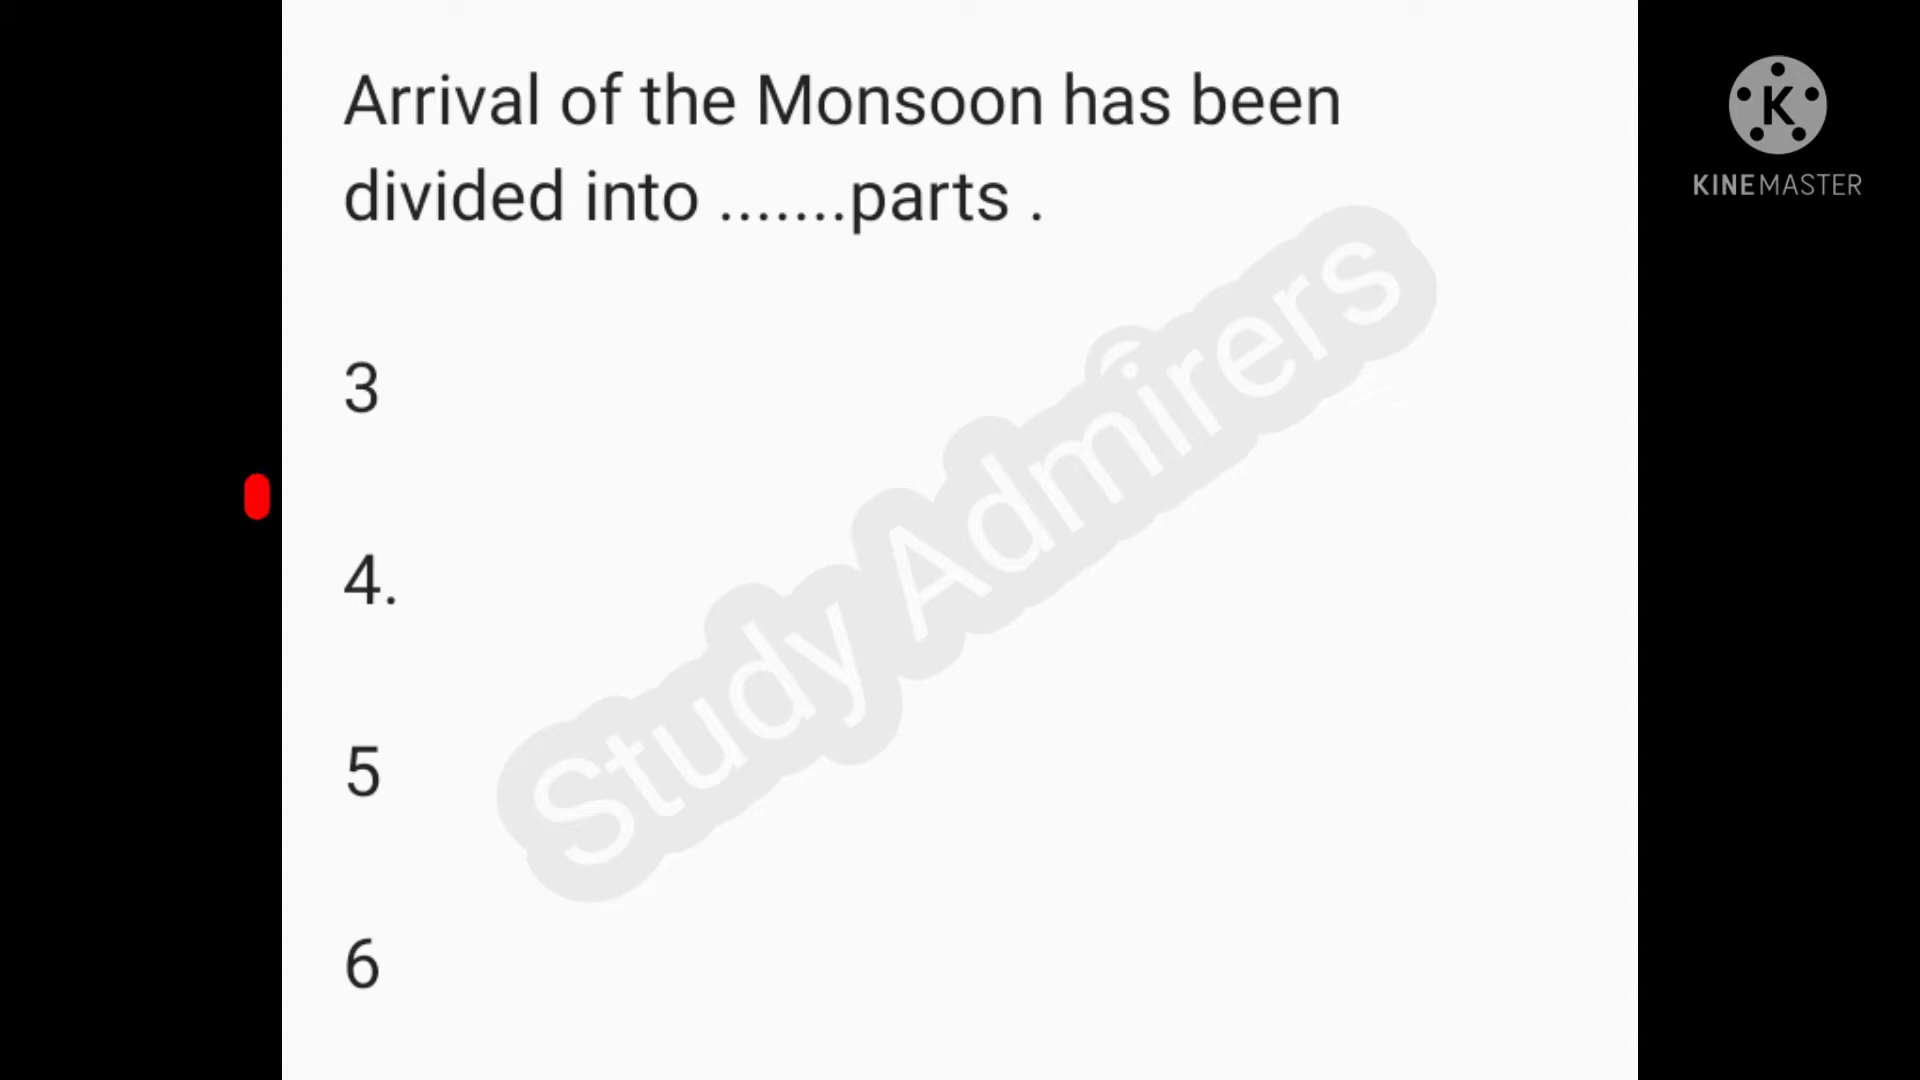 Arrival of the Monsoon has been
divided into .......parts .
3
4.
5
6
Study Admirers
K
KINEMASTER